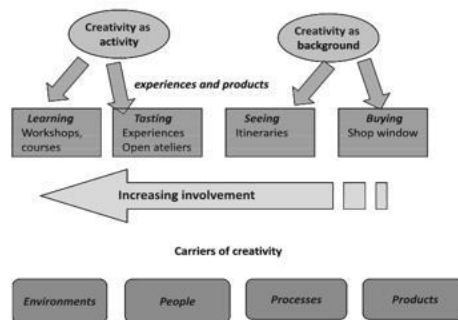 Creativity as
activity
Creativity as
background
experiences and products
Learning
Workshops,
courses
Tasting
Experiences
Open ateliers
Seeing
Itineraries
Buying
Shop window
Increasing involvement
Carriers of creativity
Environments
People
Processes
Products